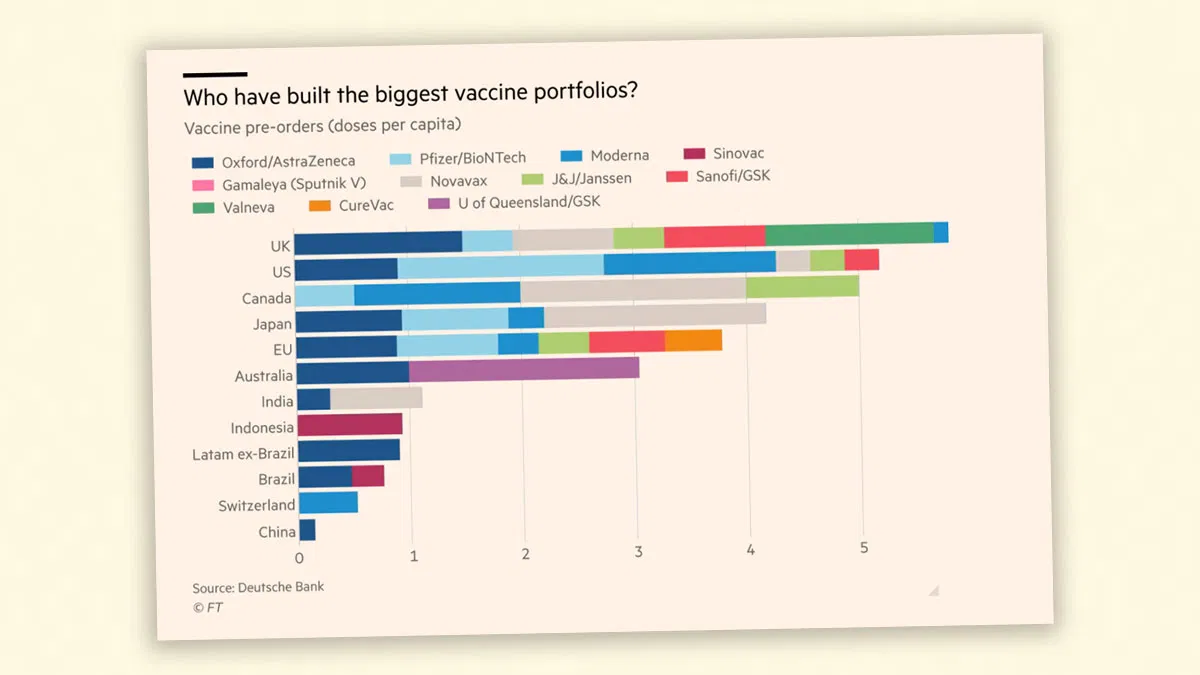 Who have built the biggest vaccine portfolios?
Vaccine pre-orders (doses per capita)
Oxford/AstraZeneca Pfizer/BioNTech Moderna Sinovac
Gamaleya (Sputnik V) Novavax J&J/Janssen Sanofi/GSK
Valneva CureVac U of Queensland/GSK
UK
US
Canada
Japan
EU
Australia
India
Indonesia
Latam ex-Brazil
Brazil
Switzerland
China
0 1 2 3 4 5
Source: Deutsche Bank
© FT